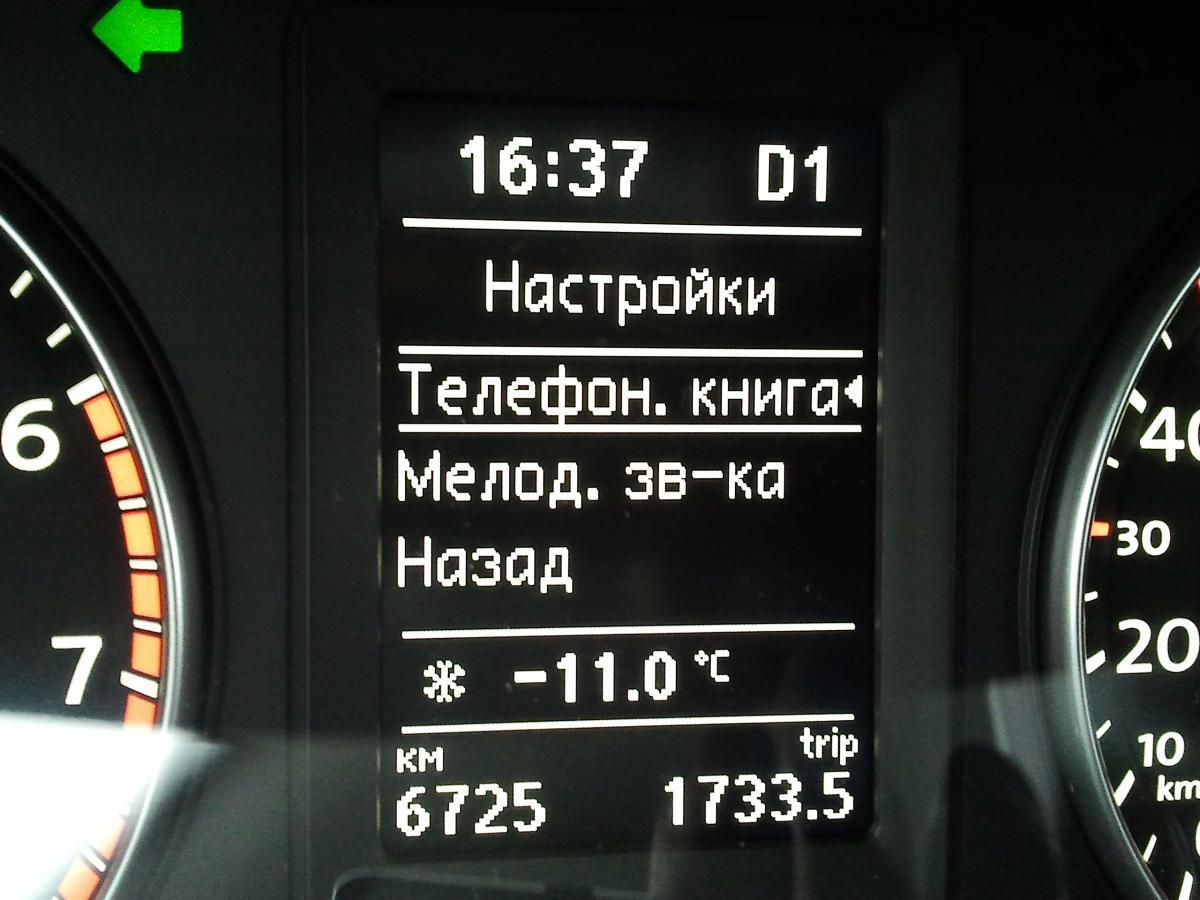 16:37 D1
Настройки
Телефон. книга
Мелод. зв-ка
Назад
-11.0 °C
км trip
6725 1733.5
6
7
40
30
20
10
km